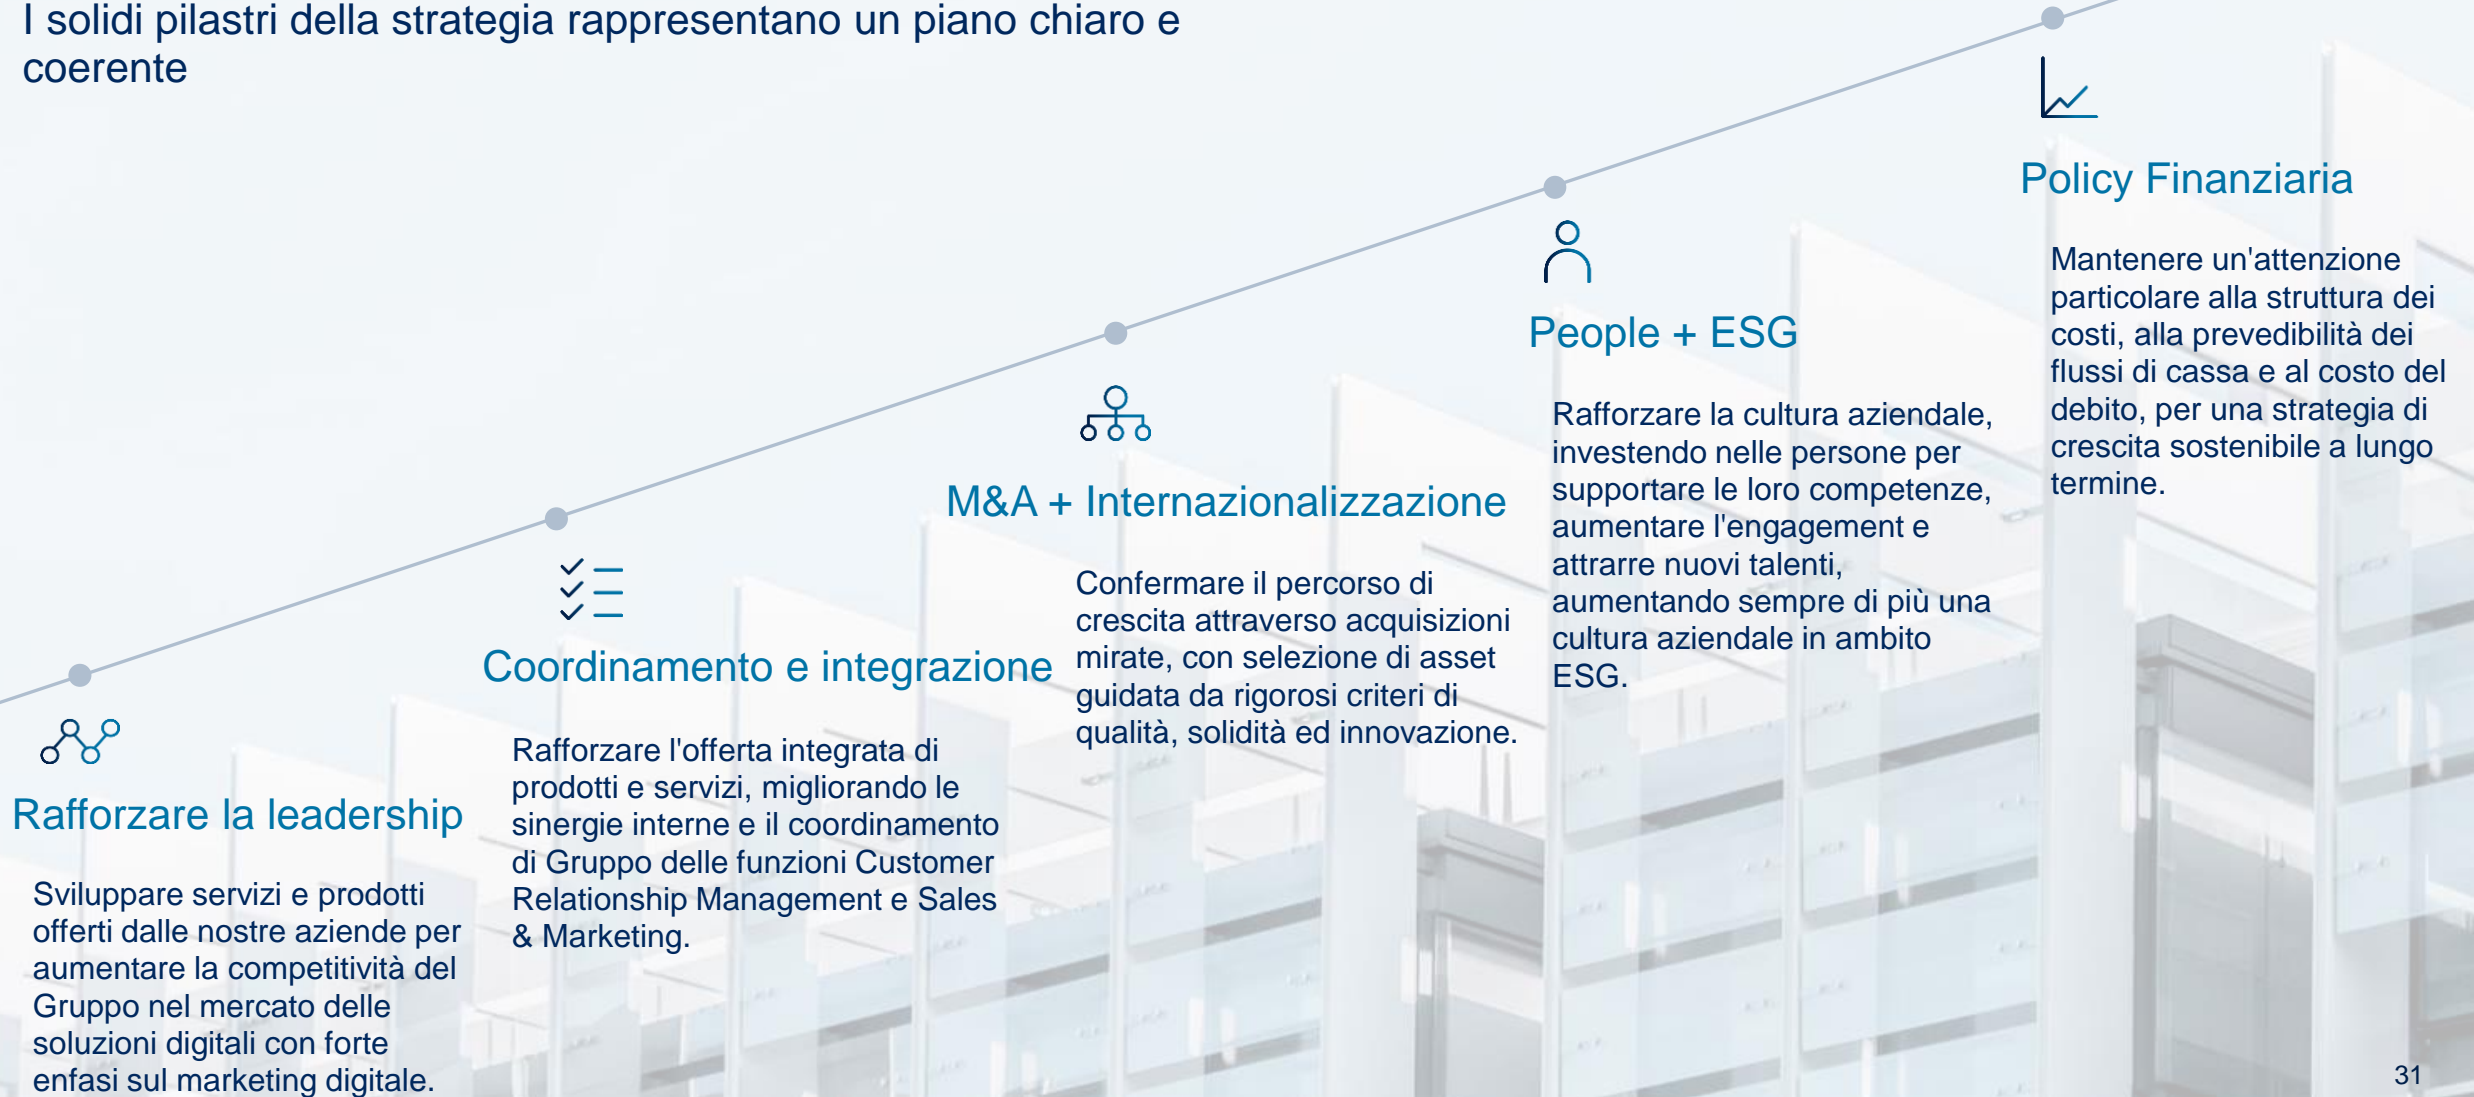 I solidi pilastri della strategia rappresentano un piano chiaro e
coerente
Rafforzare la leadership
Sviluppare servizi e prodotti
offerti dalle nostre aziende per
aumentare la competitività del
Gruppo nel mercato delle
soluzioni digitali con forte
enfasi sul marketing digitale.
Coordinamento e integrazione
Rafforzare l'offerta integrata di
prodotti e servizi, migliorando le
sinergie interne e il coordinamento
di Gruppo delle funzioni Customer
Relationship Management e Sales
& Marketing.
M&A + Internazionalizzazione
Confermare il percorso di
crescita attraverso acquisizioni
mirate, con selezione di asset
guidata da rigorosi criteri di
qualità, solidità ed innovazione.
People + ESG
Rafforzare la cultura aziendale,
investendo nelle persone per
supportare le loro competenze,
aumentare l'engagement e
attrarre nuovi talenti,
aumentando sempre di più una
cultura aziendale in ambito
ESG.
Policy Finanziaria
Mantenere un'attenzione
particolare alla struttura dei
costi, alla prevedibilità dei
flussi di cassa e al costo del
debito, per una strategia di
crescita sostenibile a lungo
termine.
31